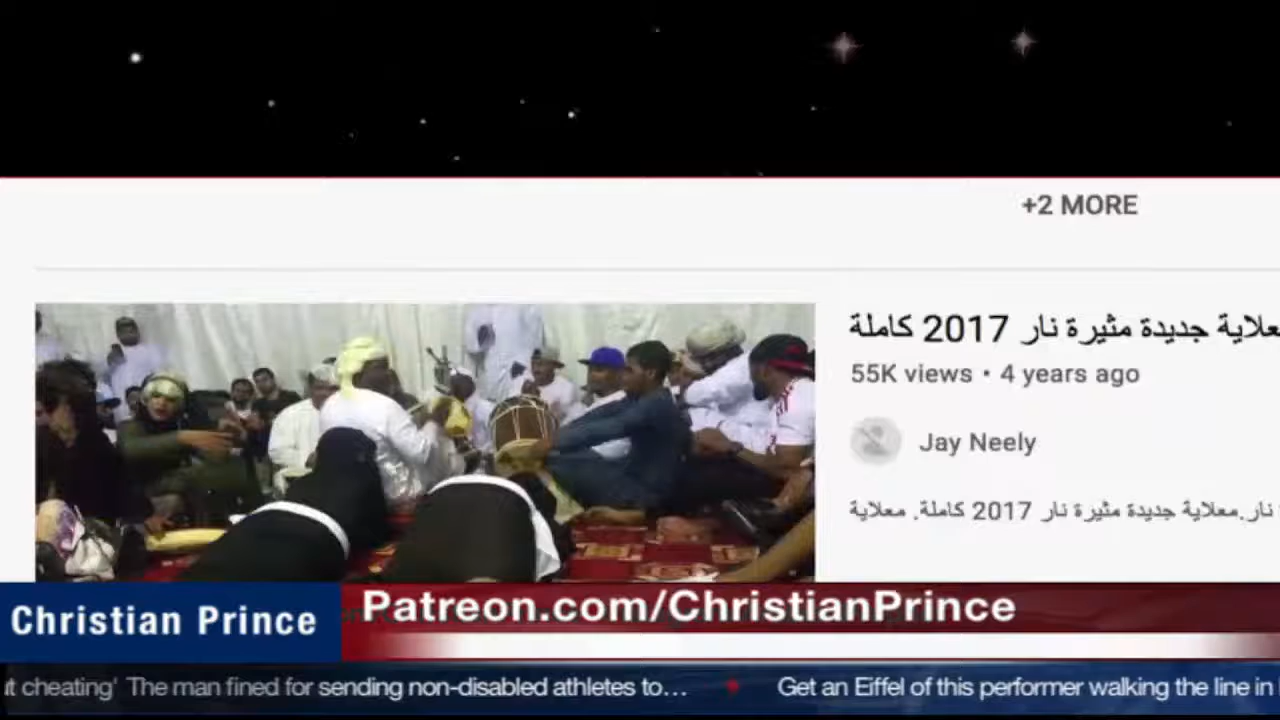 +2 MORE
معلاية جديدة مثيرة نار 2017 كاملة
55K views • 4 years ago
Jay Neely
نار.معلاية جديدة مثيرة نار 2017 كاملة. معلاية
Christian Prince
Patreon.com/ChristianPrince
cheating' The man fined for sending non-disabled athletes to… Get an Eiffel of this performer walking the line in